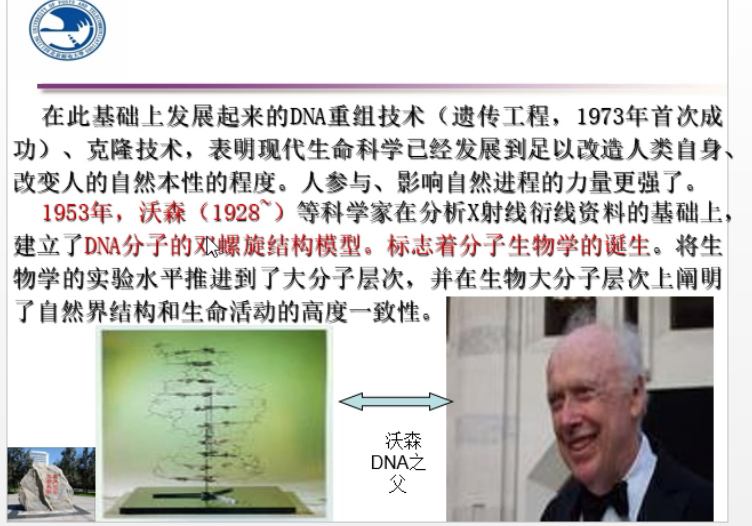 在此基础上发展起来的DNA重组技术（遗传工程，1973年首次成
功）、克隆技术，表明现代生命科学已经发展到足以改造人类自身、
改变人的自然本性的程度。人参与、影响自然进程的力量更强了。
1953年，沃森（1928~）等科学家在分析X射线衍线资料的基础上，
建立了DNA分子的双螺旋结构模型。标志着分子生物学的诞生。将生
物学的实验水平推进到了大分子层次，并在生物大分子层次上阐明
了自然界结构和生命活动的高度一致性。
沃森
DNA之
父